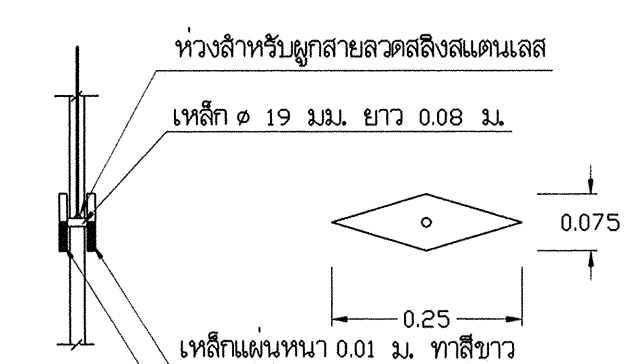 ห่วงสำหรับผูกสายลวดสลิงสแตนเลส
เหล็ก ø 19 มม. ยาว 0.08 ม.
0.075
0.25
เหล็กแผ่นหนา 0.01 ม. ทาสีขาว